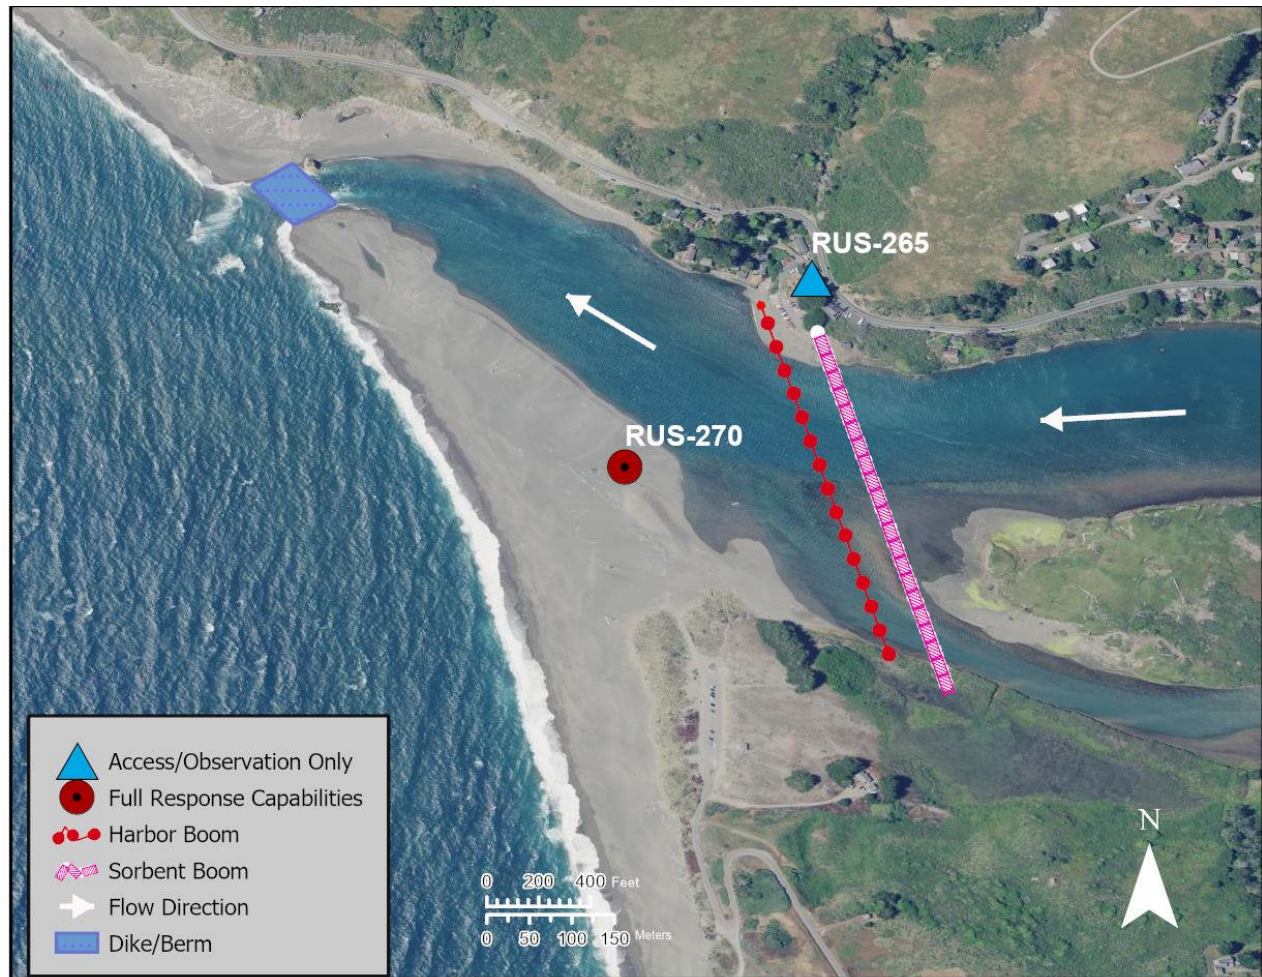 RUS-265
RUS-270
Access/Observation Only
Full Response Capabilities
Harbor Boom
Sorbent Boom
Flow Direction
Dike/Berm
0 200 400 Feet
0 50 100 150 Meters
N